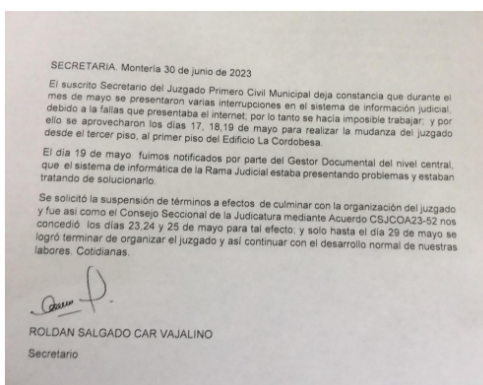 SECRETARIA. Montería 30 de junio de 2023
El suscrito Secretario del Juzgado Primero Civil Municipal deja constancia que durante el
mes de mayo se presentaron varias interrupciones en el sistema de información judicial,
debido a la fallas que presentaba el internet, por lo tanto se hacía imposible trabajar; y por
ello se aprovecharon los días 17, 18,19 de mayo para realizar la mudanza del juzgado
desde el tercer piso, al primer piso del Edificio La Cordobesa.
El día 19 de mayo fuimos notificados por parte del Gestor Documental del nivel central,
que el sistema de informática de la Rama Judicial estaba presentando problemas y estaban
tratando de solucionarlo.
Se solicitó la suspensión de términos a efectos de culminar con la organización del juzgado
y fue así como el Consejo Seccional de la Judicatura mediante Acuerdo CSJCOA23-52 nos
concedió los días 23,24 y 25 de mayo para tal efecto; y solo hasta el día 29 de mayo se
logró terminar de organizar el juzgado y así continuar con el desarrollo normal de nuestras
labores. Cotidianas.
ROLDAN SALGADO CAR VAJALINO
Secretario